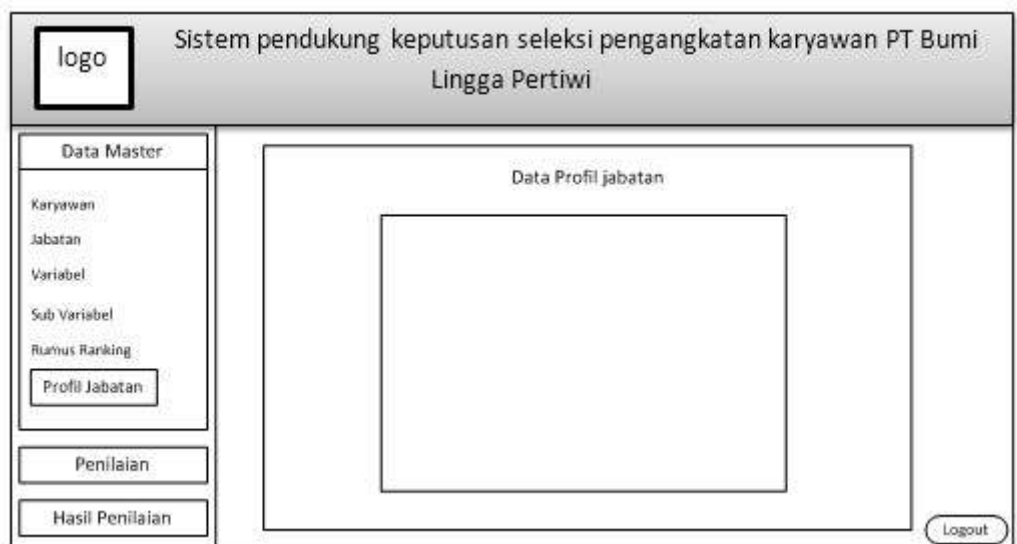 logo
Sistem pendukung keputusan seleksi pengangkatan karyawan PT Bumi
Lingga Pertiwi
Data Master
Karyawan
Jabatan
Variabel
Sub Variabel
Rumus Ranking
Profil Jabatan
Penilaian
Hasil Penilaian
Data Profil jabatan
Logout